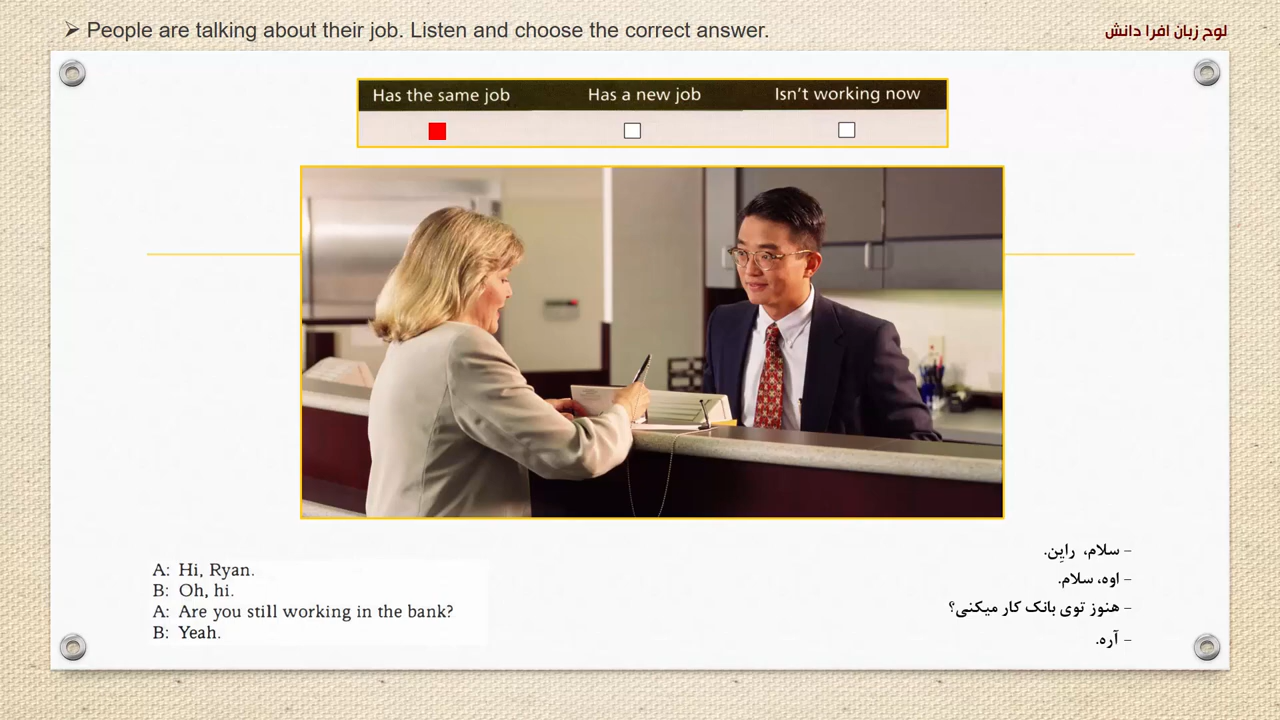 ➢ People are talking about their job. Listen and choose the correct answer.
لوح زبان افرا دانش
Has the same job Has a new job Isn't working now
A: Hi, Ryan.
B: Oh, hi.
A: Are you still working in the bank?
B: Yeah.
– سلام، رایِن.
– اوه، سلام.
– هنوز توی بانک کار میکنی؟
– آره.